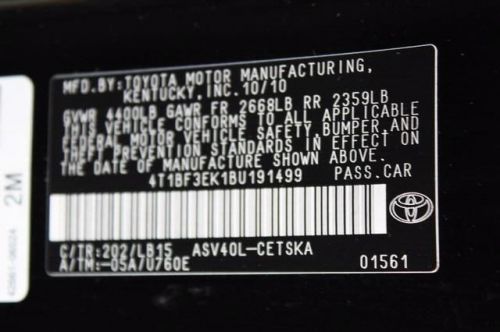 MFD.BY:TOYOTA MOTOR MANUFACTURING,
KENTUCKY,INC.10/10
GVWR 4400LB GAWR FR 2668LB RR 2359LB
THIS VEHICLE CONFORMS TO ALL APPLICABLE
FEDERAL MOTOR VEHICLE SAFETY,BUMPER,AND
THEFT PREVENTION STANDARDS IN EFFECT ON
THE DATE OF MANUFACTURE SHOWN ABOVE.
4T1BF3EK1BU191499 PASS.CAR
C/TR:202/LB15 ASV40L-CETSKA
A/TM:-05A/U760E 01561
2M